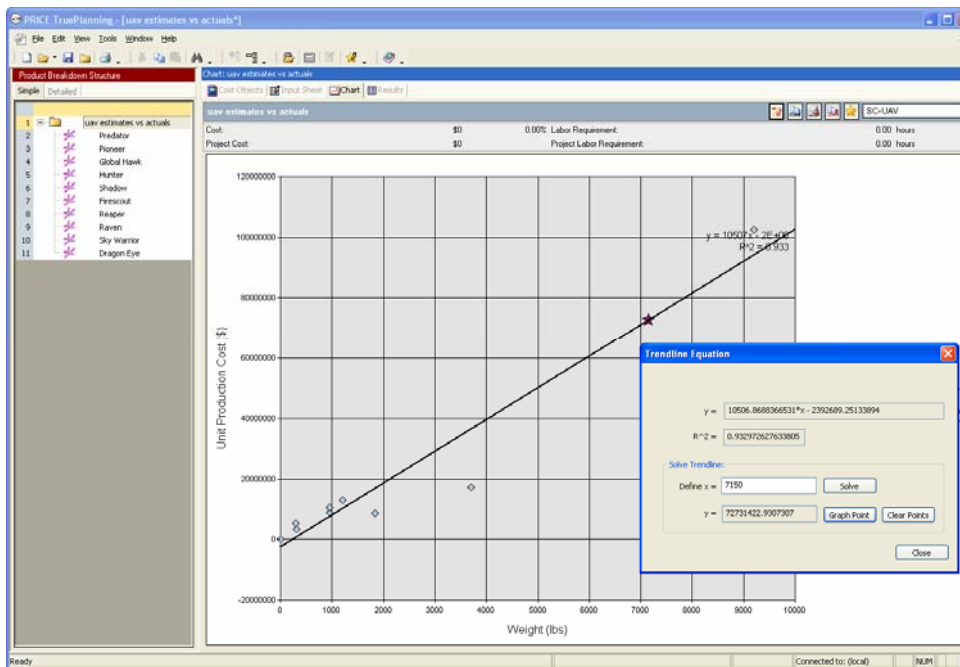 PRICE TruePlanning - [uav estimates vs actuals*]
File Edit View Tools Window Help
Product Breakdown Structure
Simple Detailed
1 uav estimates vs actuals
2 Predator
3 Pioneer
4 Global Hawk
5 Hunter
6 Shadow
7 Firescout
8 Reaper
9 Raven
10 Sky Warrior
11 Dragon Eye
Chart: uav estimates vs actuals
Cost Objects Input Sheet Chart Results
uav estimates vs actuals
SC-UAV
Cost: $0 0.00% Labor Requirement: 0.00 hours
Project Cost: $0 Project Labor Requirement: 0.00 hours
Unit Production Cost ($)
120000000
100000000
80000000
60000000
40000000
20000000
0
-20000000
y = 10507x - 2E+06
R^2 = 0.933
0 1000 2000 3000 4000 5000 6000 7000 8000 9000 10000
Weight (lbs)
Trendline Equation
y = 10506.8688366531*x - 2392689.25133894
R^2 = 0.932972627633805
Solve Trendline:
Define x = 7150 Solve
y = 72731422.9307307 Graph Point Clear Points
Close
Ready
Connected to: (local) NUM